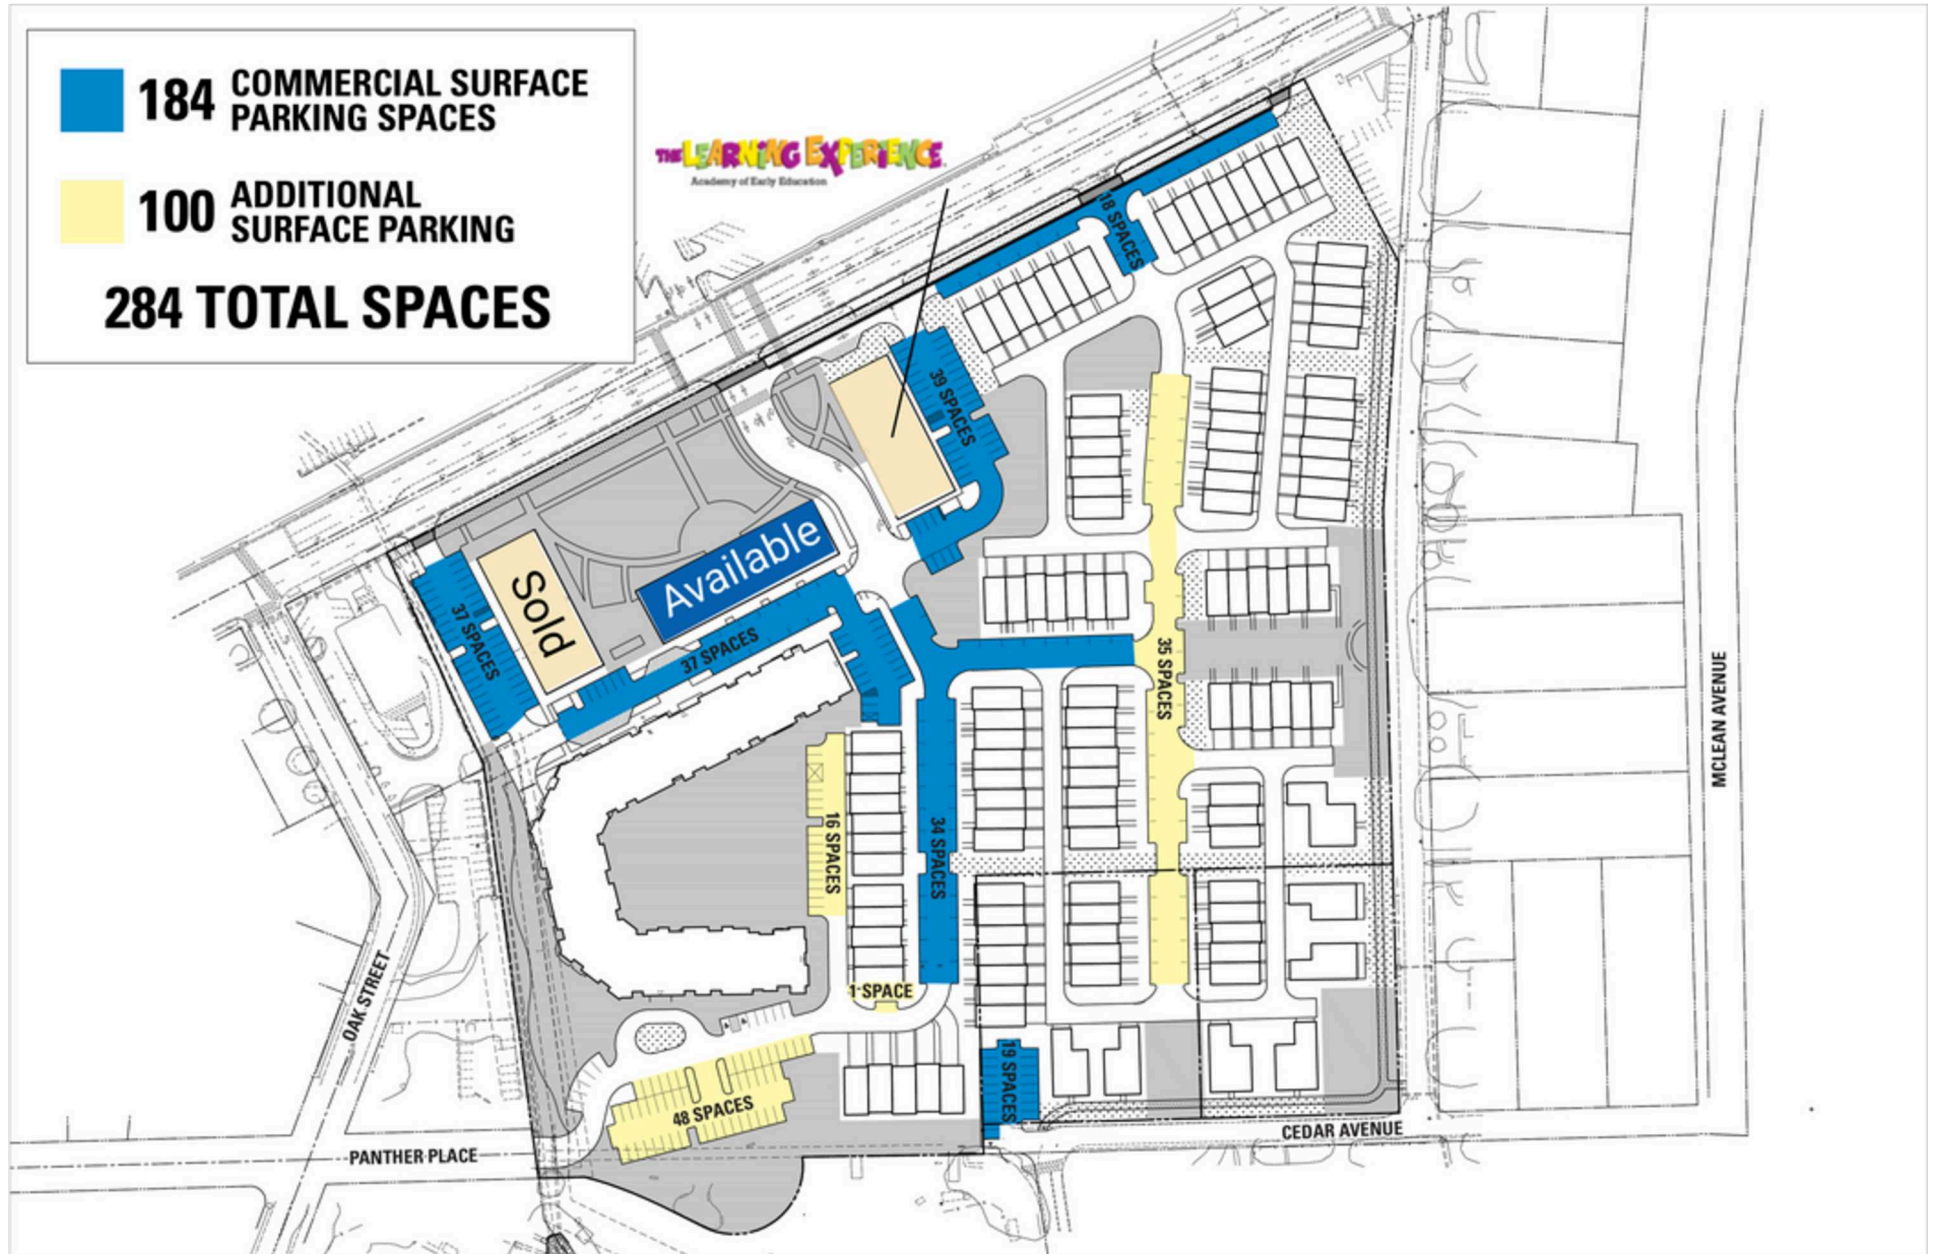 184 COMMERCIAL SURFACE
PARKING SPACES
100 ADDITIONAL
SURFACE PARKING
284 TOTAL SPACES
THE LEARNING EXPERIENCE
Academy of Early Education
18 SPACES
39 SPACES
Sold
Available
37 SPACES
37 SPACES
35 SPACES
16 SPACES
34 SPACES
1 SPACE
19 SPACES
48 SPACES
OAK STREET
PANTHER PLACE
CEDAR AVENUE
MCLEAN AVENUE